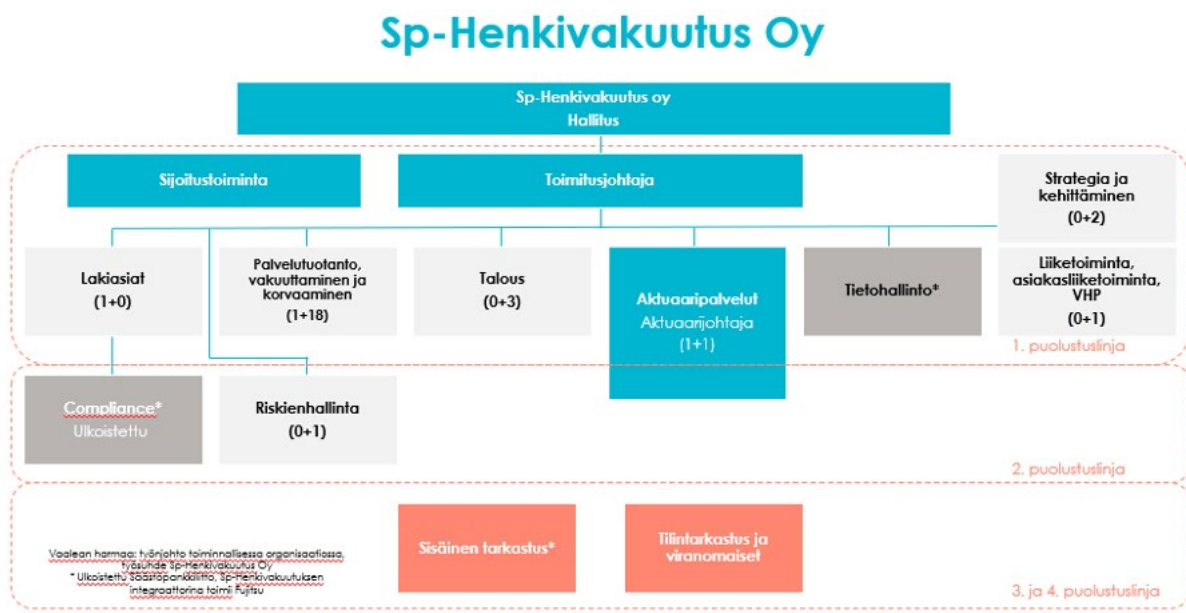 Sp-Henkivakuutus Oy
Sp-Henkivakuutus oy
Hallitus
Sijoitustoiminta
Toimitusjohtaja
Strategia ja
kehittäminen
(0+2)
Lakiasiat
(1+0)
Palvelutuotanto,
vakuuttaminen ja
korvaaminen
(1+18)
Talous
(0+3)
Aktuaaripalvelut
Aktuaarijohtaja
(1+1)
Tietohallinto*
Liiketoiminta,
asiakasliiketoiminta,
VHP
(0+1)
1. puolustuslinja
Compliance*
Ulkoistettu
Riskienhallinta
(0+1)
2. puolustuslinja
Sisäinen tarkastus*
Tilintarkastus ja
viranomaiset
Vaalean harmaa: työnjohto toiminnallisessa organisaatiossa,
työsuhde Sp-Henkivakuutus Oy
* Ulkoistettu Säästöpankkiliitto, Sp-Henkivakuutuksen
integraattorina toimii Fujitsu
3. ja 4. puolustuslinja